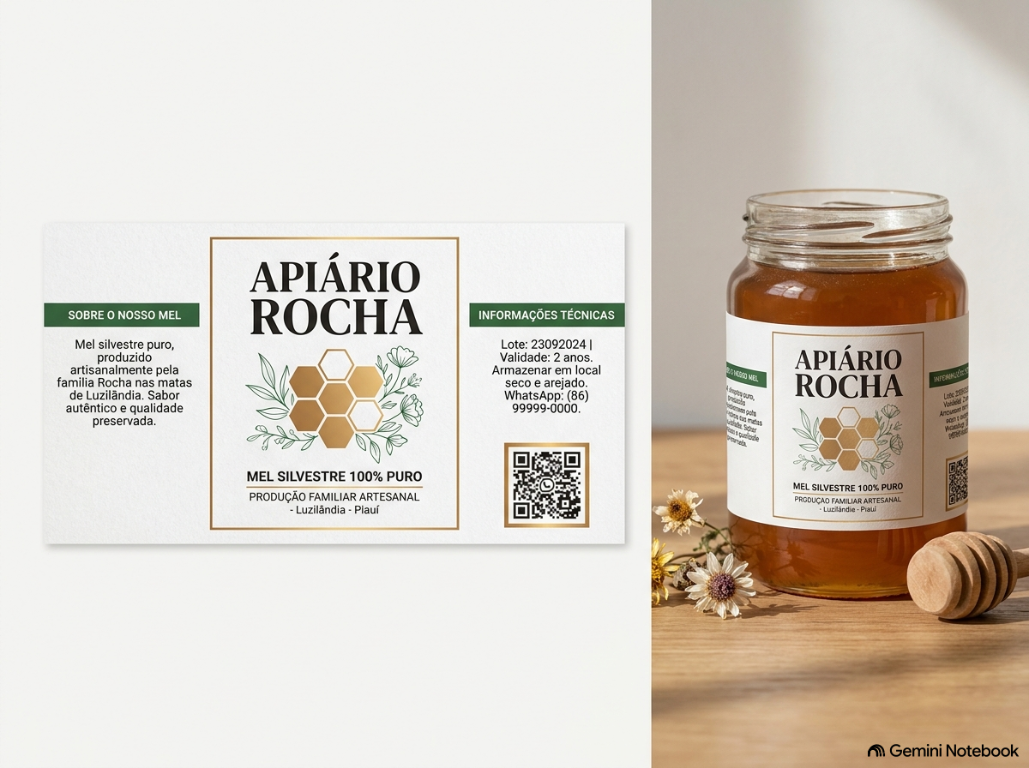 SOBRE O NOSSO MEL
Mel silvestre puro,
produzido
artisanalmente pela
família Rocha nas matas
de Luzilândia. Sabor
autêntico e qualidade
preservada.
APIÁRIO
ROCHA
MEL SILVESTRE 100% PURO
PRODUÇÃO FAMILIAR ARTESANAL
- Luzilândia - Piauí
INFORMAÇÕES TÉCNICAS
Lote: 23092024 |
Validade: 2 anos.
Armazenar em local
seco e arejado.
WhatsApp: (86)
99999-0000.
NOSSO MEL
APIÁRIO
ROCHA
MEL SILVESTRE 100% PURO
PRODUÇÃO FAMILIAR ARTESANAL
- Luzilândia - Piauí
Gemini Notebook